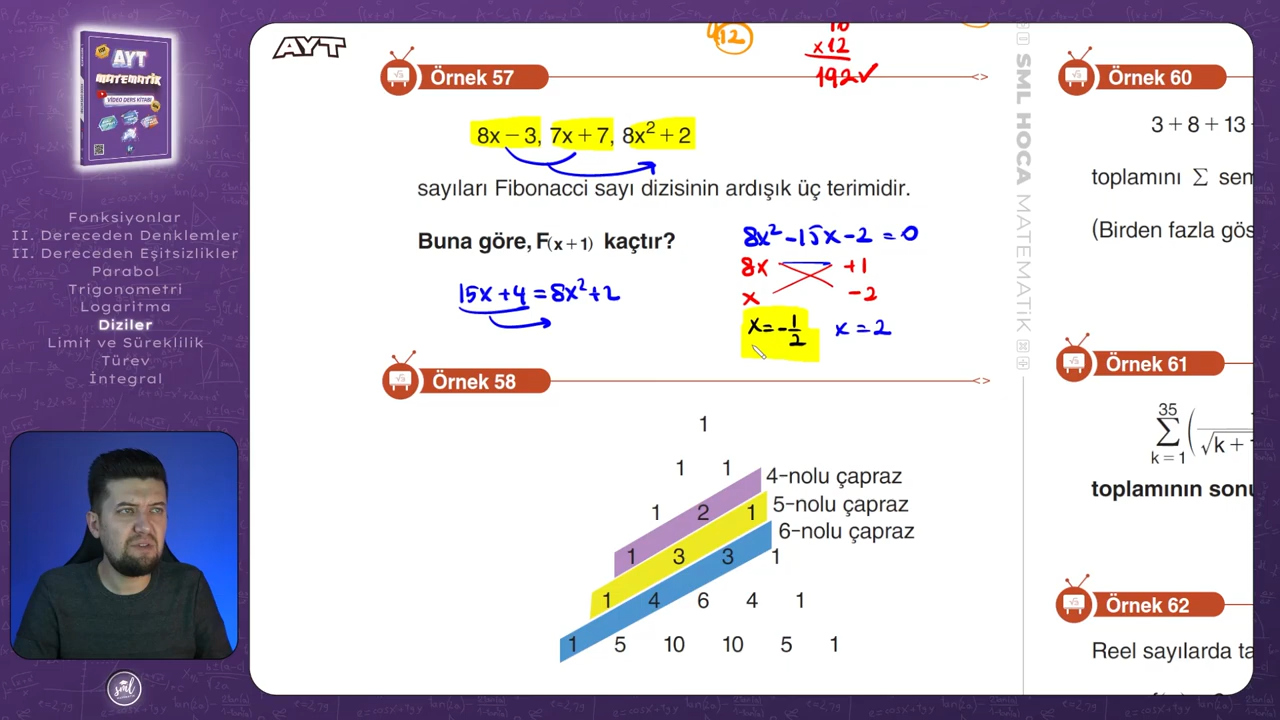 AYT
MATEMATİK
VİDEO DERS KİTABI
Fonksiyonlar
II. Dereceden Denklemler
II. Dereceden Eşitsizlikler
Parabol
Trigonometri
Logaritma
Diziler
Limit ve Süreklilik
Türev
İntegral
sml
AYT
412
x12
192✓
Örnek 57
8x − 3, 7x + 7, 8x² + 2
sayıları Fibonacci sayı dizisinin ardışık üç terimidir.
Buna göre, F(x + 1) kaçtır?
15x + 4 = 8x² + 2
8x² − 15x − 2 = 0
8x +1
x −2
x = −1/2 x = 2
Örnek 58
1
1 1
4−nolu çapraz
1 2 1
5−nolu çapraz
6−nolu çapraz
1 3 3 1
1 4 6 4 1
1 5 10 10 5 1
SML HOCA MATEMATİK
Örnek 60
3 + 8 + 13
toplamını Σ sem
(Birden fazla gös
Örnek 61
35
Σ (
√k +
k = 1
toplamının sonu
Örnek 62
Reel sayılarda ta